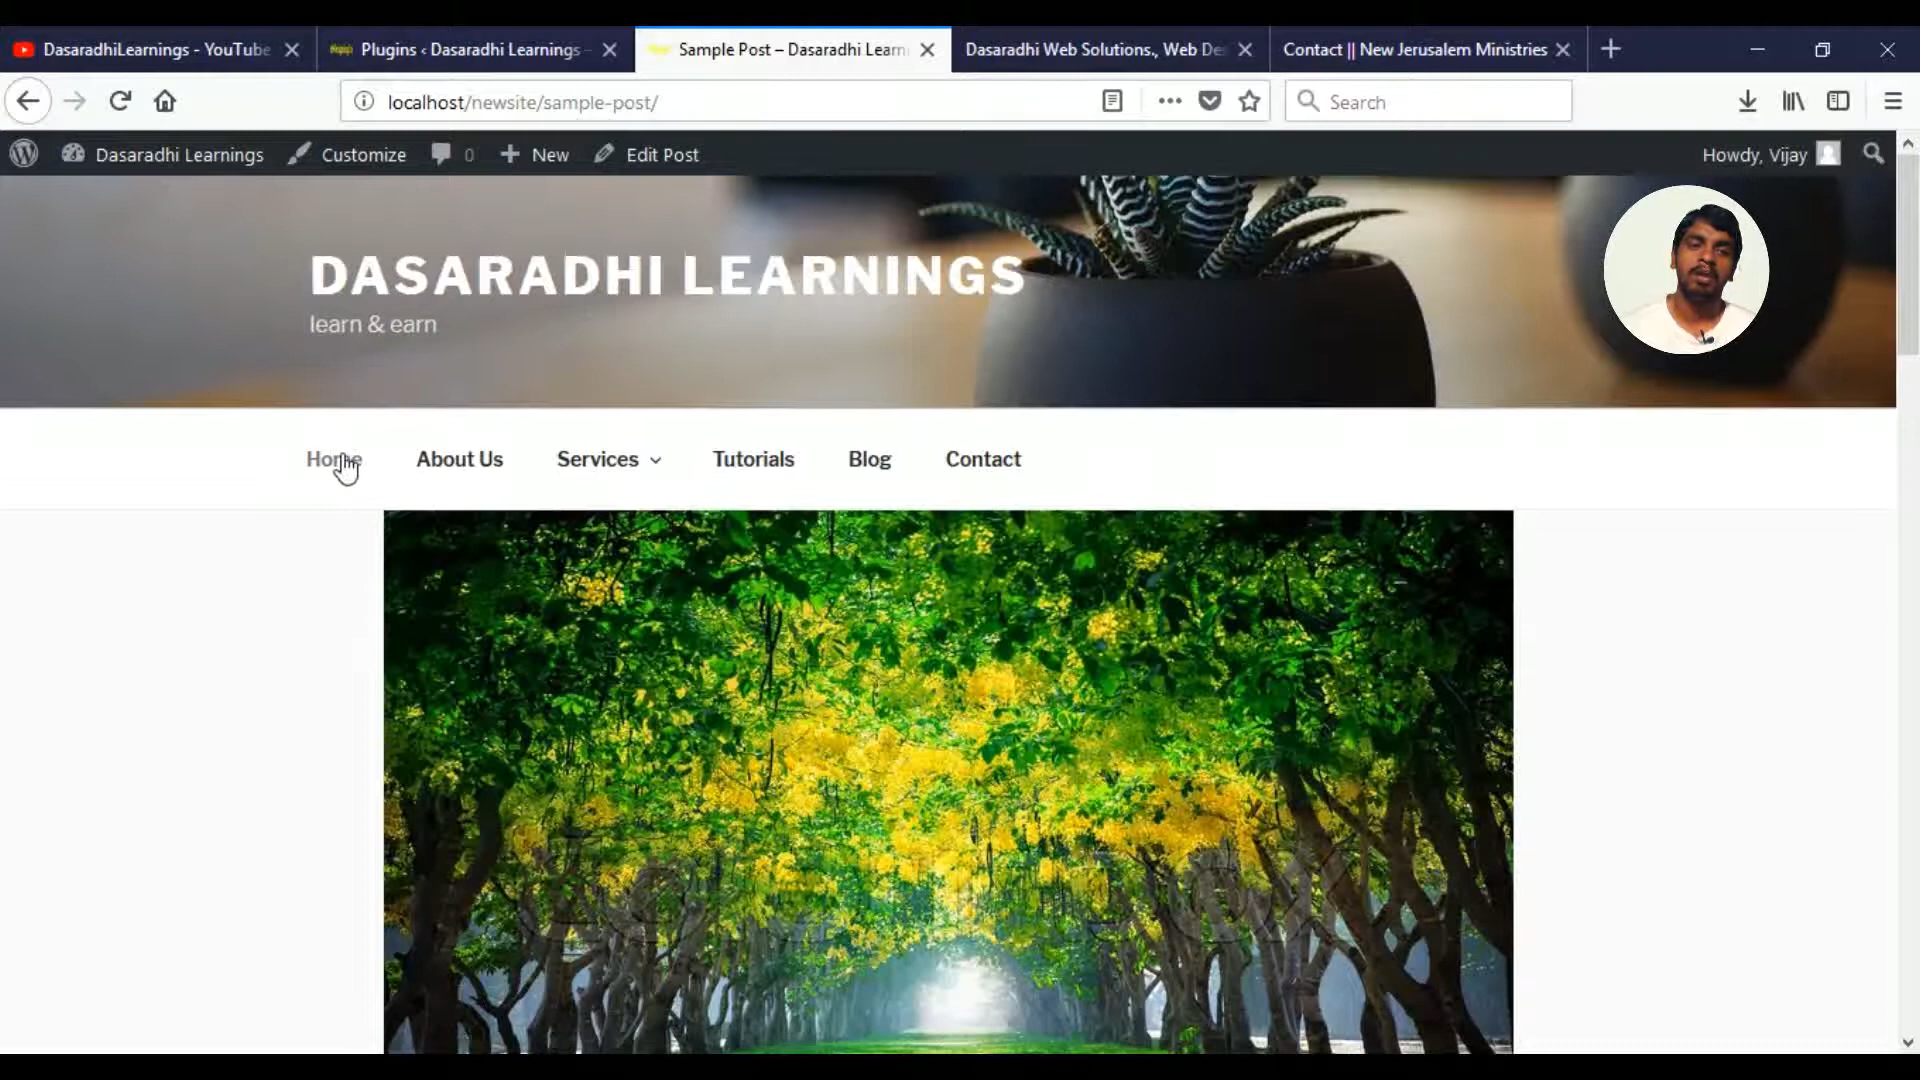 DasaradhiLearnings - YouTube
Plugins ‹ Dasaradhi Learnings -
Sample Post – Dasaradhi Learni
Dasaradhi Web Solutions., Web De
Contact || New Jerusalem Ministries
localhost/newsite/sample-post/
Search
Dasaradhi Learnings
Customize
0
New
Edit Post
Howdy, Vijay
DASARADHI LEARNINGS
learn & earn
Home
About Us
Services
Tutorials
Blog
Contact